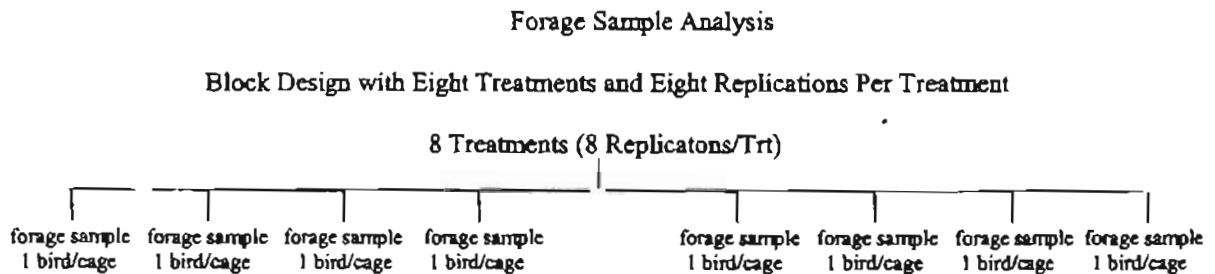 Forage Sample Analysis
Block Design with Eight Treatments and Eight Replications Per Treatment
8 Treatments (8 Replicatons/Trt)
forage sample forage sample forage sample forage sample forage sample forage sample forage sample forage sample
1 bird/cage 1 bird/cage 1 bird/cage 1 bird/cage 1 bird/cage 1 bird/cage 1 bird/cage 1 bird/cage